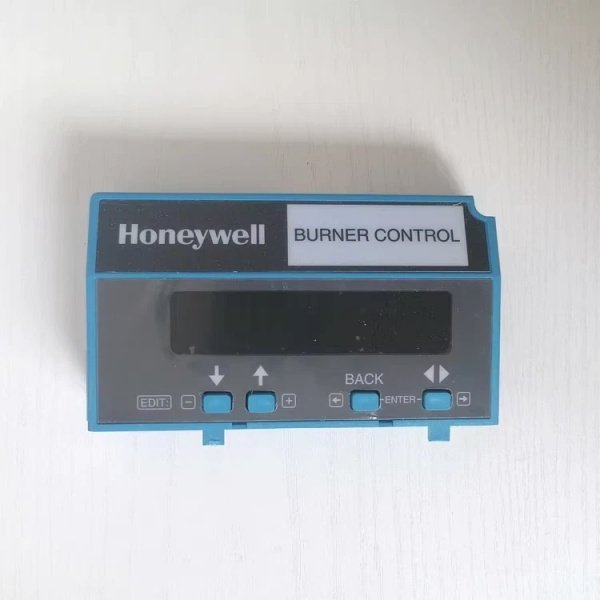 Honeywell
BURNER CONTROL
BACK
EDIT: - + ENTER